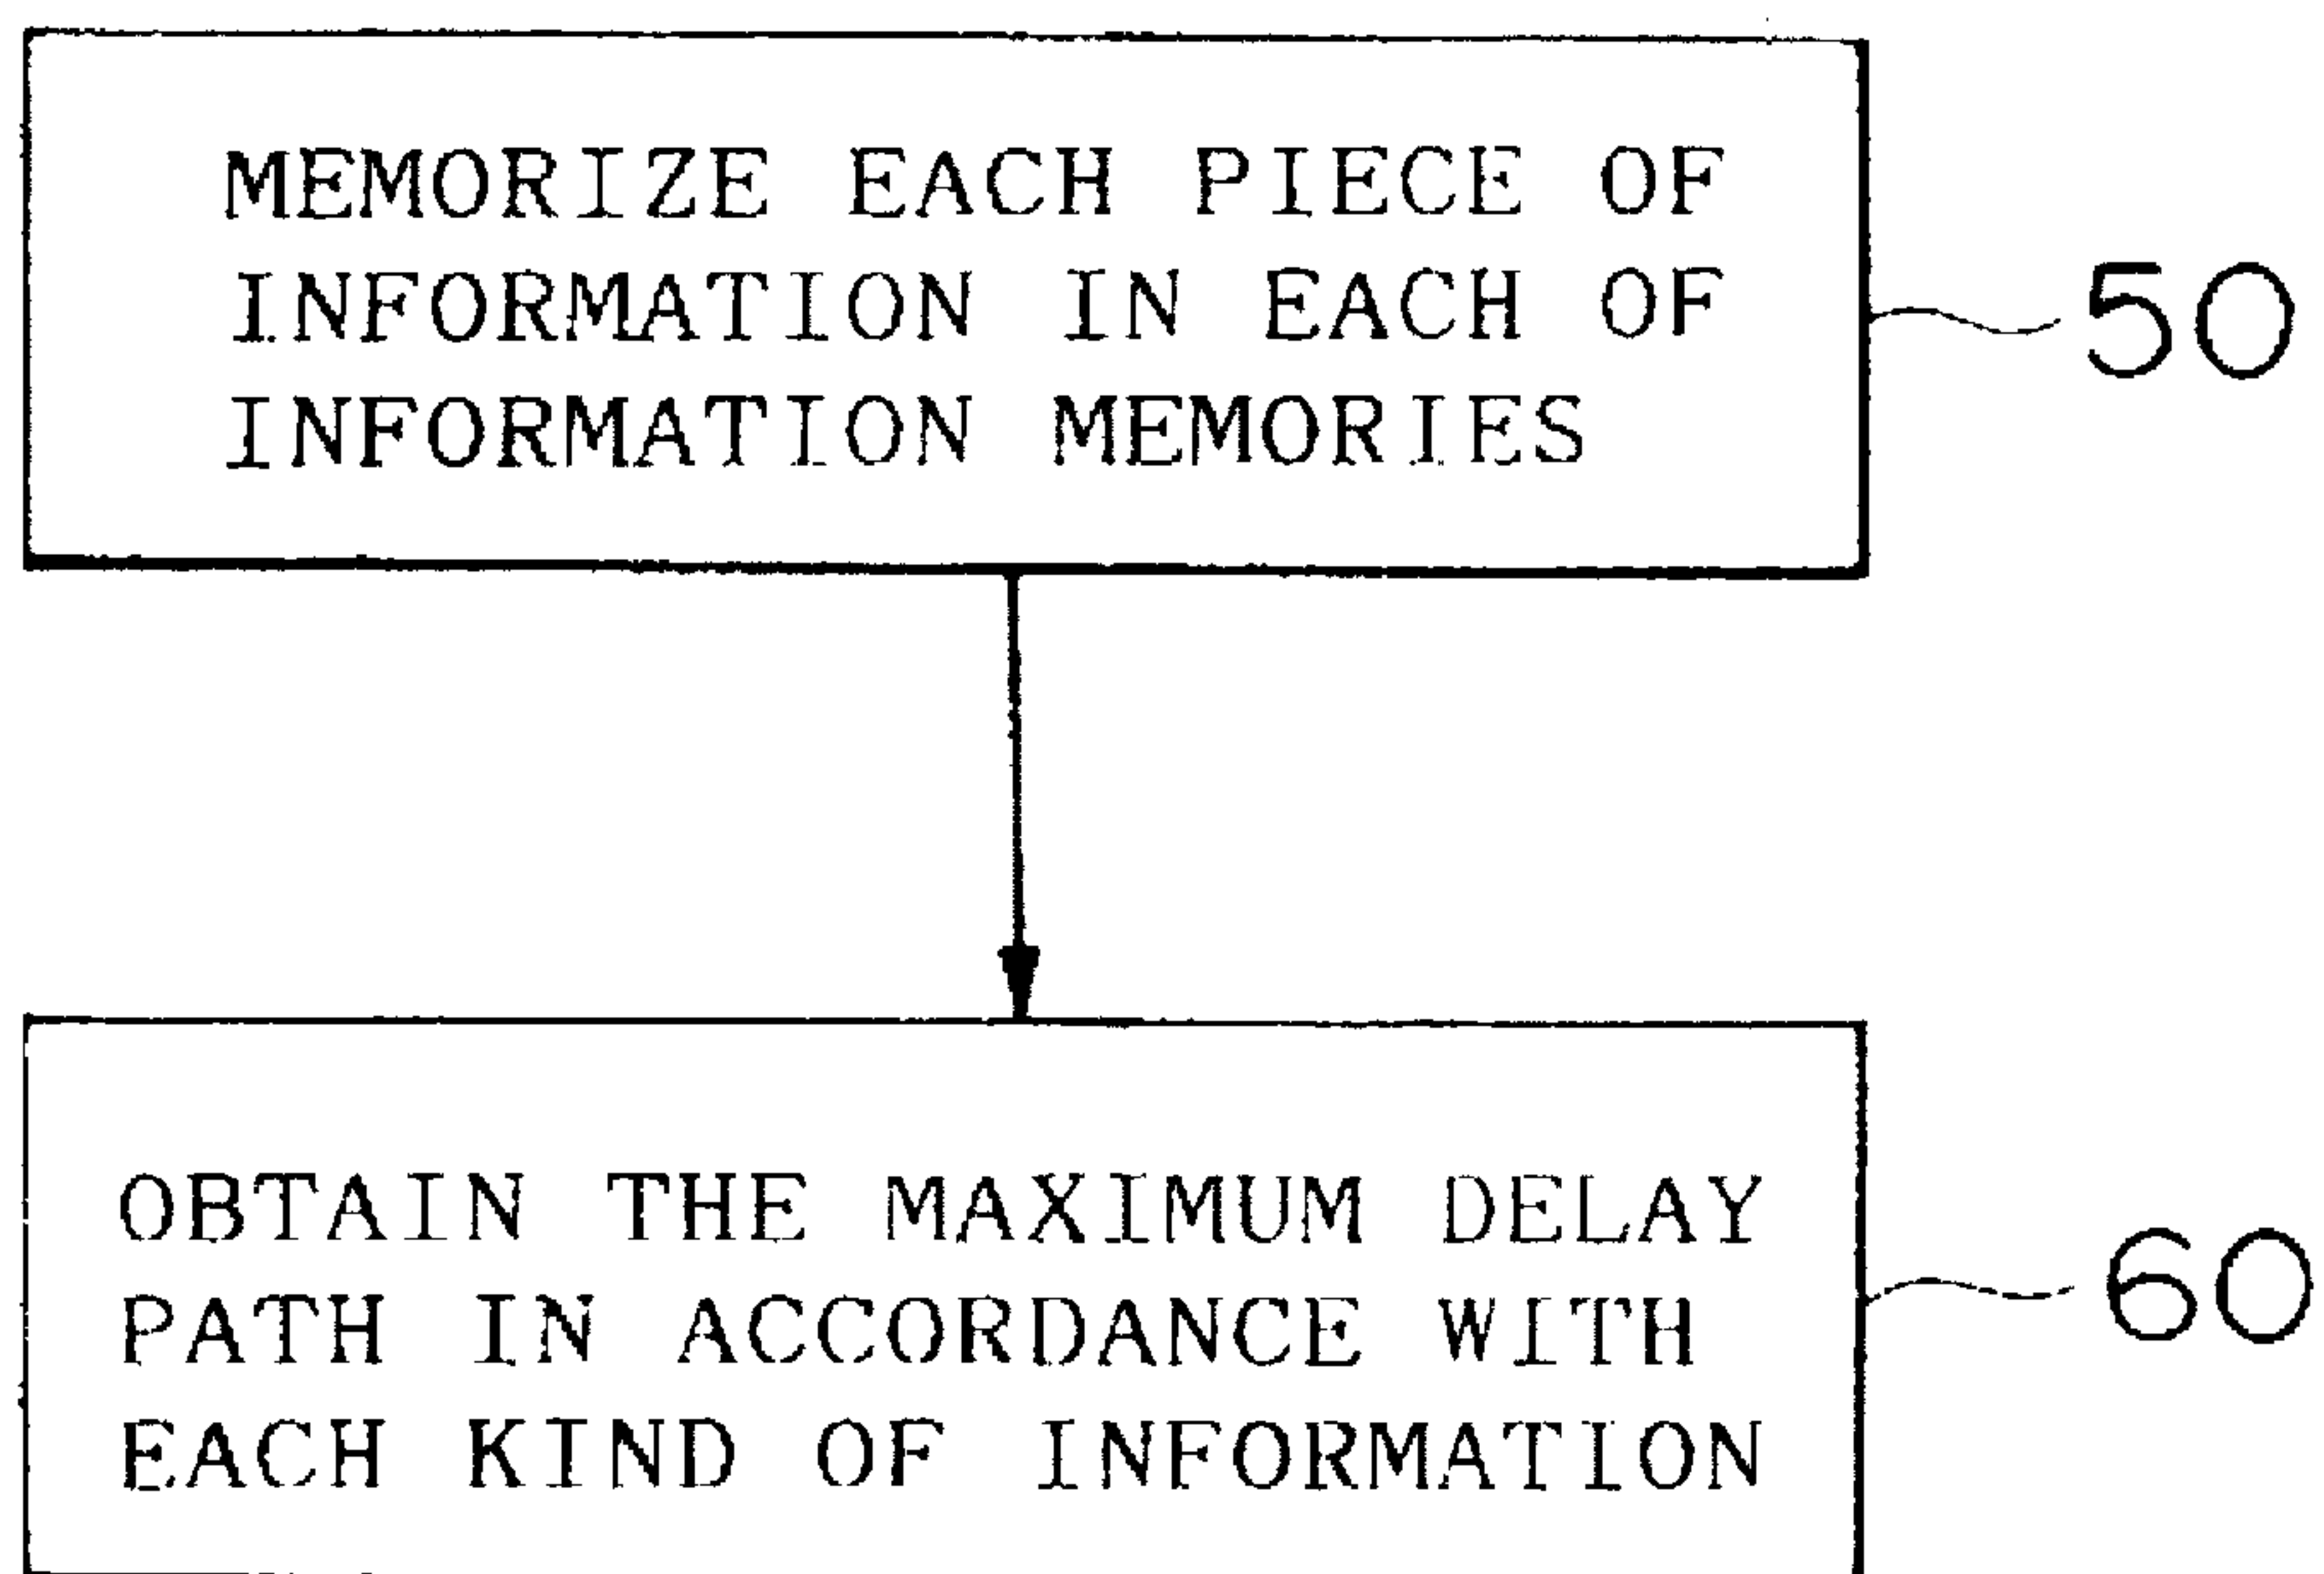 MEMORIZE EACH PIECE OF
INFORMATION IN EACH OF
INFORMATION MEMORIES
50
OBTAIN THE MAXIMUM DELAY
PATH IN ACCORDANCE WITH
EACH KIND OF INFORMATION
60